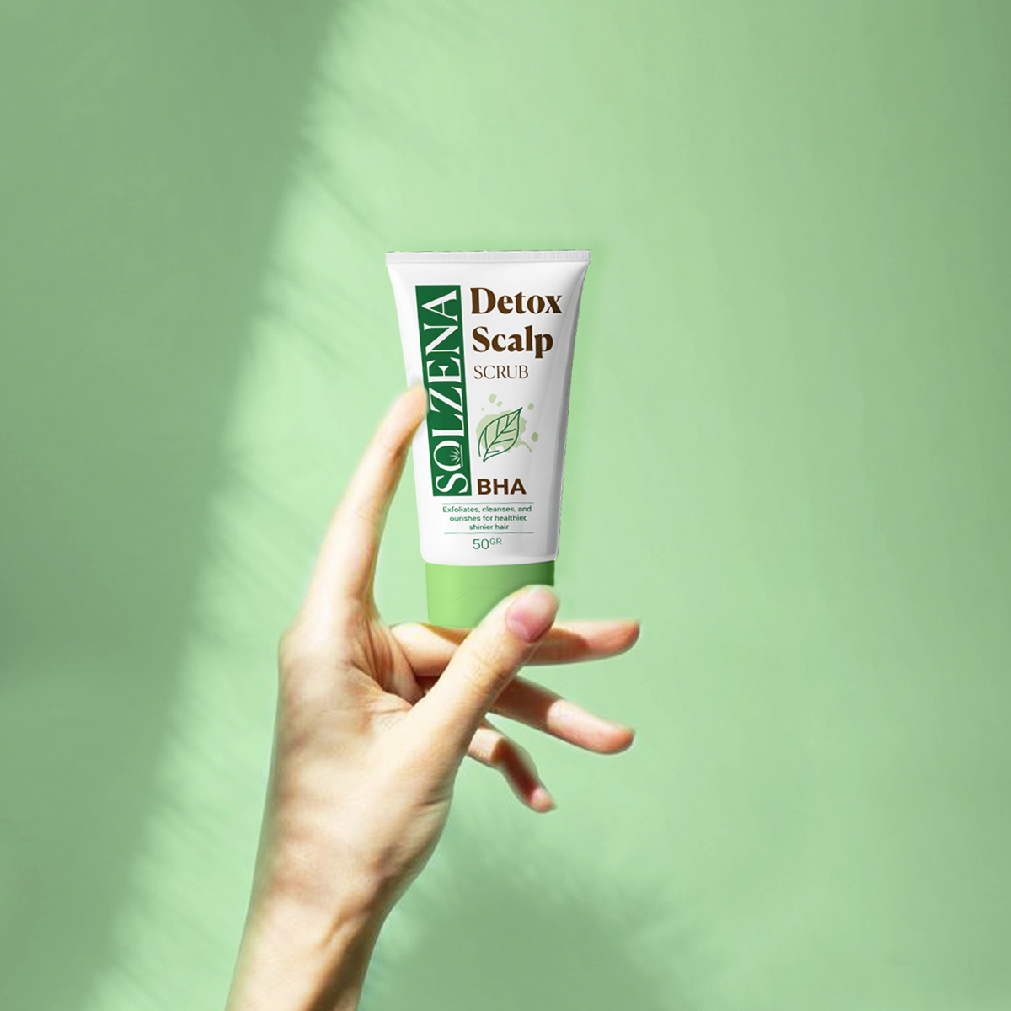 SOLZENA
Detox
Scalp
SCRUB
BHA
Exfoliates, cleanses, and
ourishes for healthier,
shinier hair
50GR